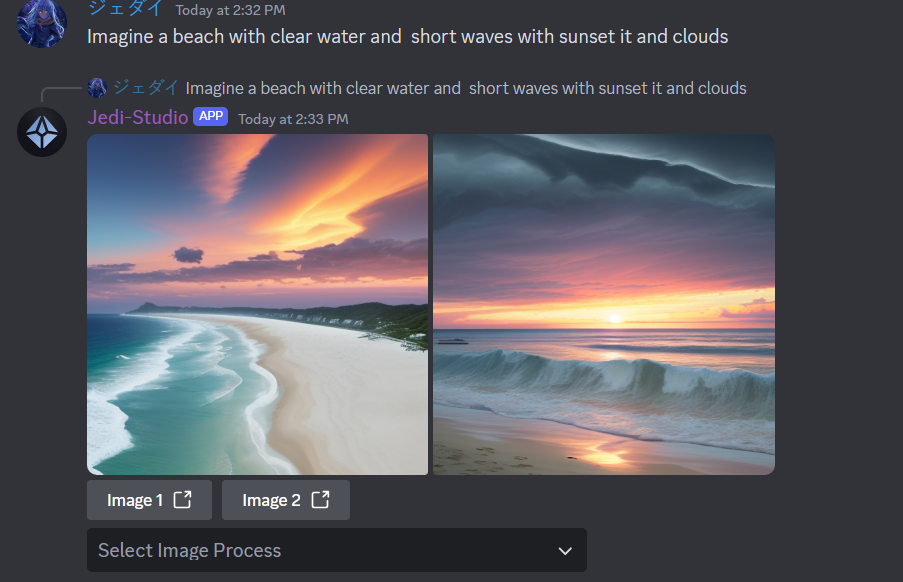 ジェダイ Today at 2:32 PM
Imagine a beach with clear water and  short waves with sunset it and clouds
ジェダイ Imagine a beach with clear water and  short waves with sunset it and clouds
Jedi-Studio APP Today at 2:33 PM
Image 1 Image 2
Select Image Process